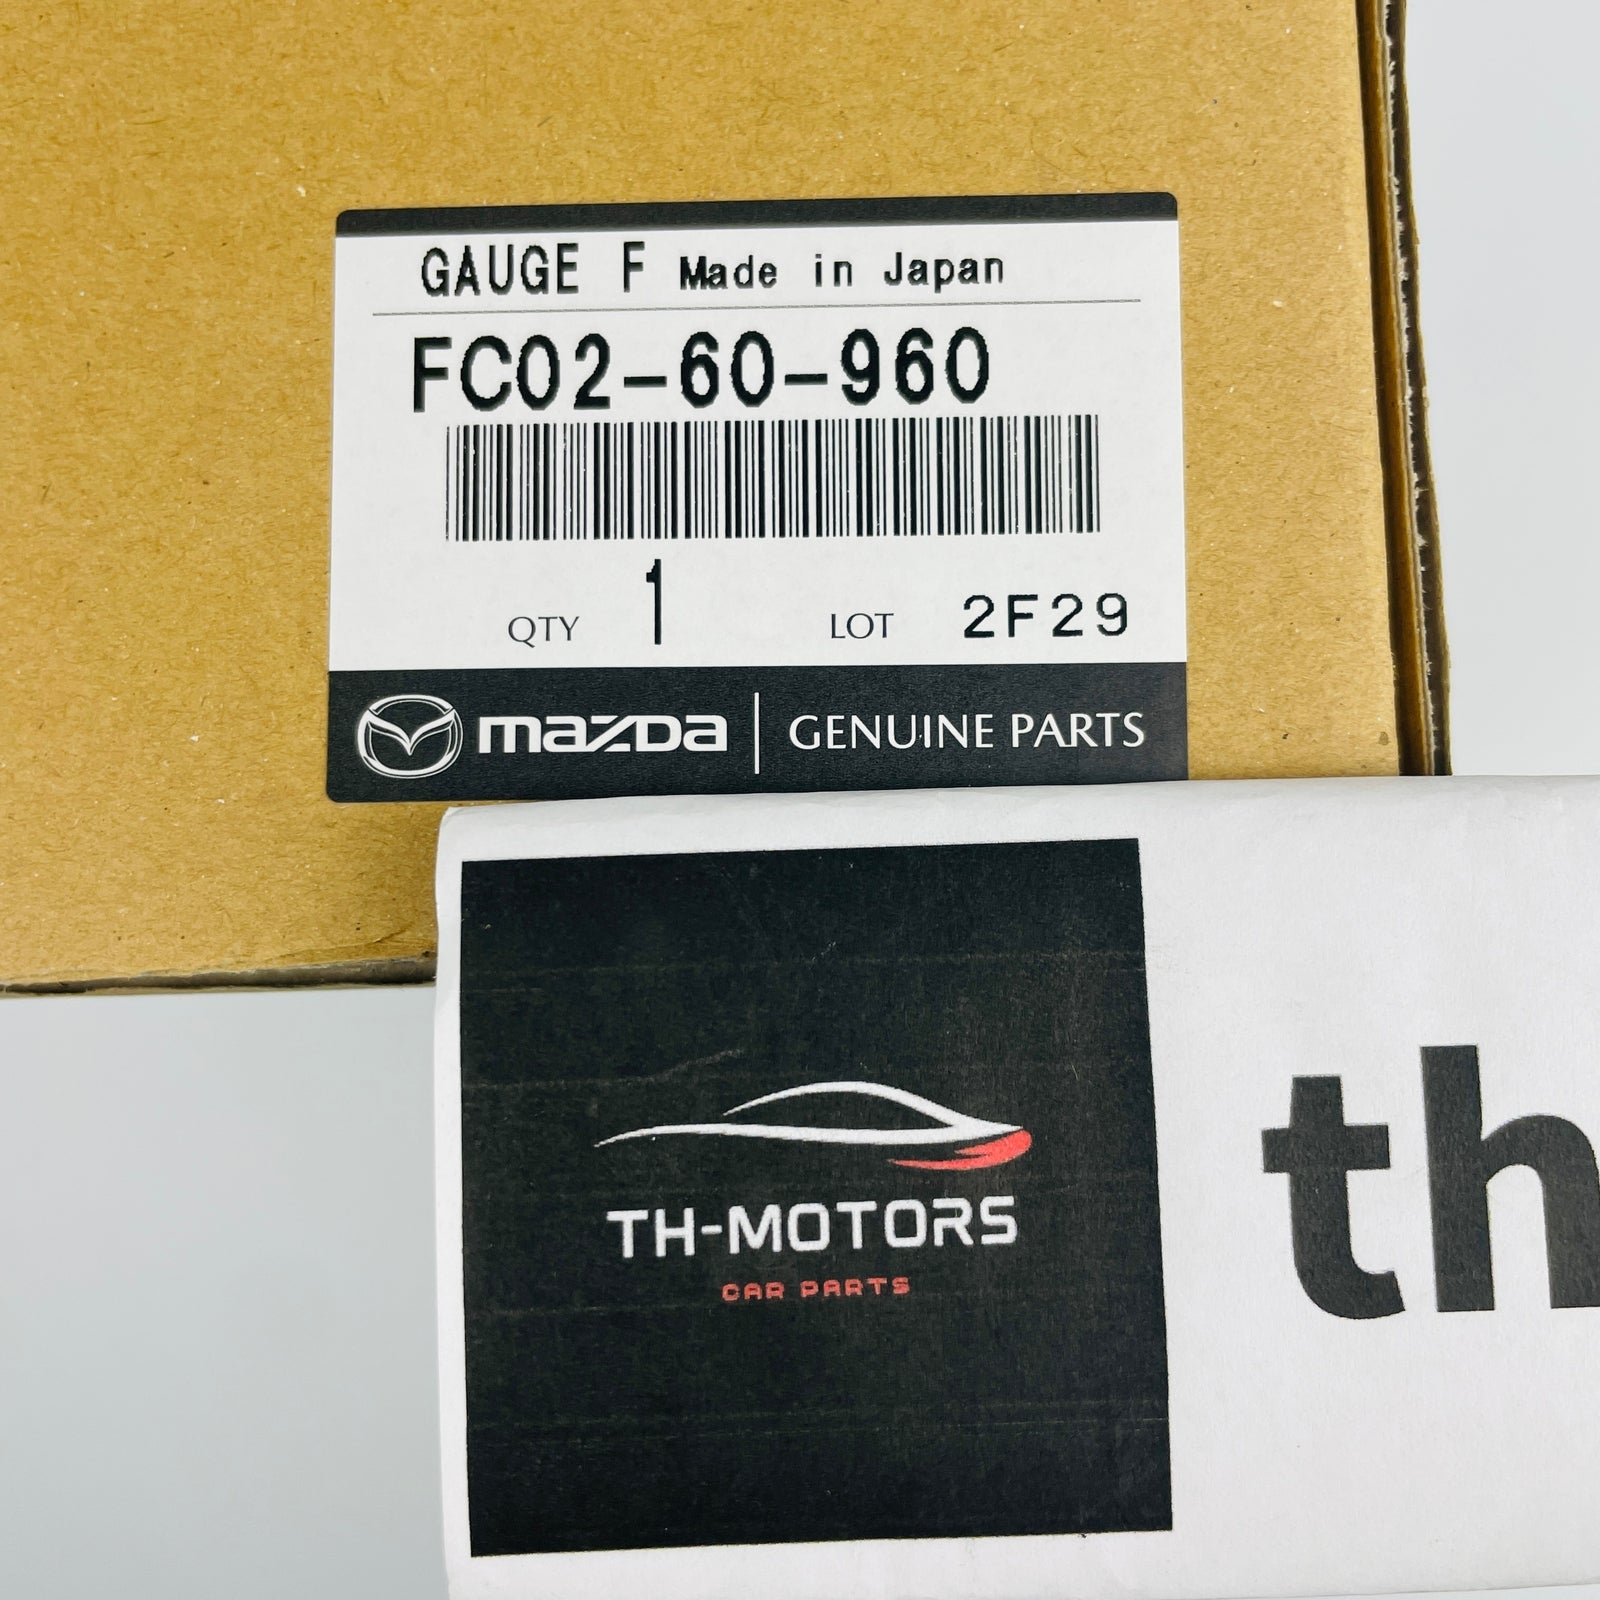 GAUGE F Made in Japan
FC02-60-960
QTY 1 LOT 2F29
mazda GENUINE PARTS
TH-MOTORS
CAR PARTS
th